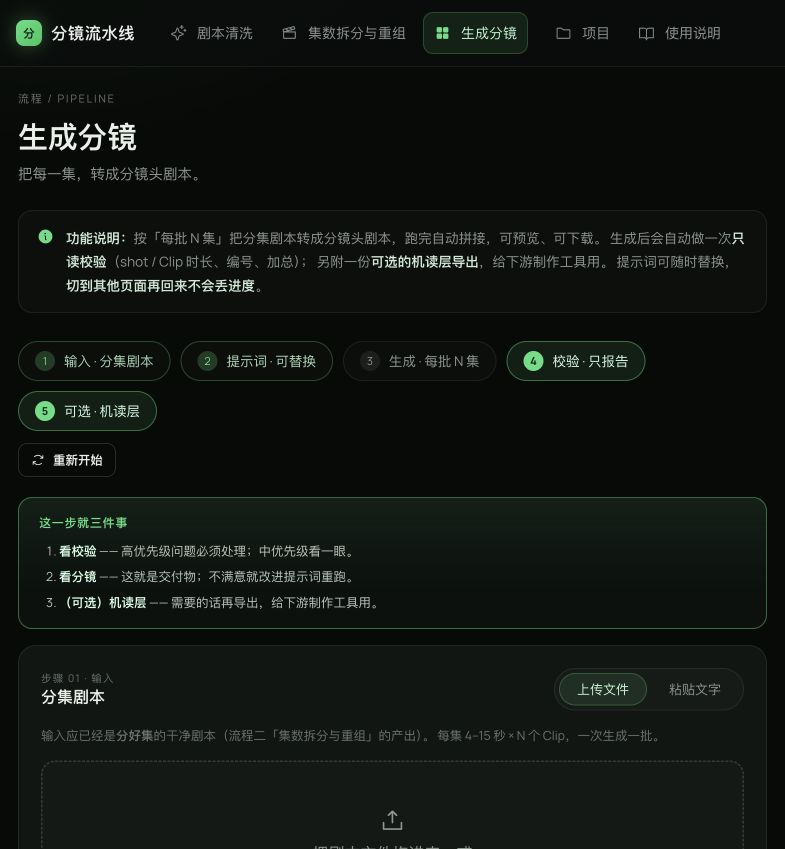 分 分镜流水线 剧本清洗 集数拆分与重组 生成分镜 项目 使用说明
流程 / PIPELINE
生成分镜
把每一集，转成分镜头剧本。
功能说明：按「每批 N 集」把分集剧本转成分镜头剧本，跑完自动拼接，可预览、可下载。 生成后会自动做一次只
读校验（shot / Clip 时长、编号、加总）； 另附一份可选的机读层导出，给下游制作工具用。 提示词可随时替换，
切到其他页面再回来不会丢进度。
1 输入 · 分集剧本 2 提示词 · 可替换 3 生成 · 每批 N 集 4 校验 · 只报告
5 可选 · 机读层
重新开始
这一步就三件事
1. 看校验 —— 高优先级问题必须处理；中优先级看一眼。
2. 看分镜 —— 这就是交付物；不满意就改进提示词重跑。
3. （可选）机读层 —— 需要的话再导出，给下游制作工具用。
步骤 01 · 输入
分集剧本
上传文件 粘贴文字
输入应已经是分好集的干净剧本（流程二「集数拆分与重组」的产出）。 每集 4–15 秒 × N 个 Clip，一次生成一批。